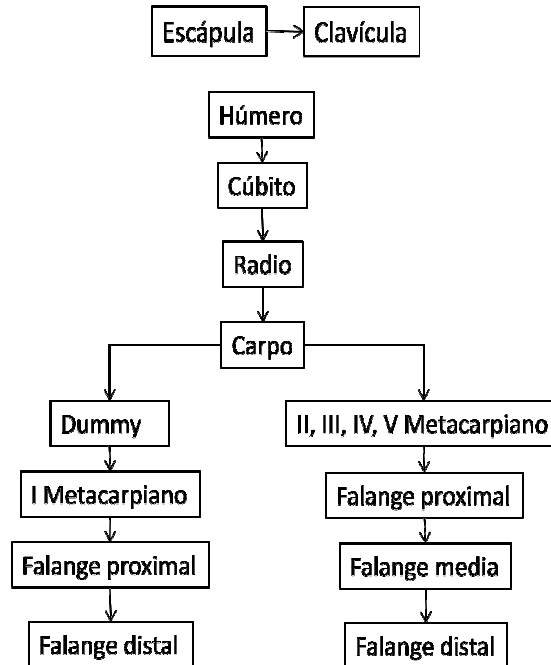 Escápula
Clavícula
Húmero
Cúbito
Radio
Carpo
Dummy
II, III, IV, V Metacarpiano
I Metacarpiano
Falange proximal
Falange proximal
Falange media
Falange distal
Falange distal